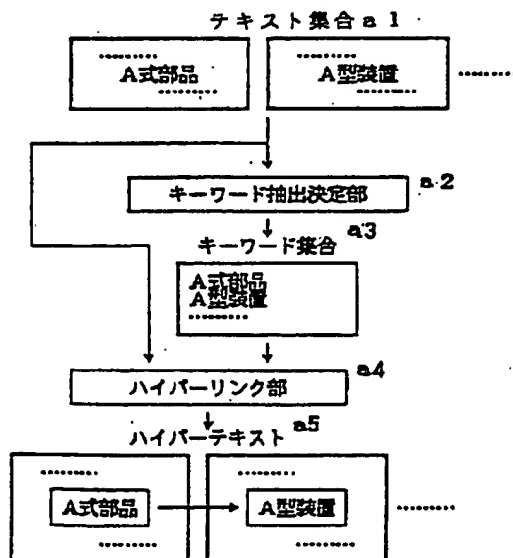 テキスト集合a1
A式部品
A型装置
キーワード抽出決定部 a2
a3
キーワード集合
A式部品
A型装置
ハイパーリンク部 a4
ハイパーテキスト a5
A式部品
A型装置